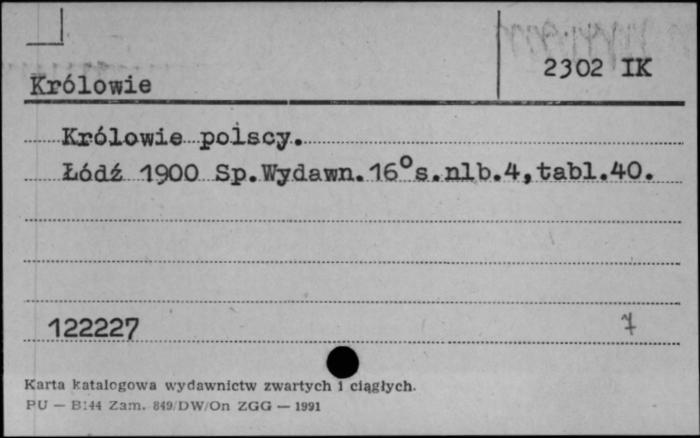 2302 IK
Królowie
Królowie polscy.
Łódź 1900 Sp.Wydawn.16°s.nlb.4,tabl.40.
122227 7
Karta katalogowa wydawnictw zwartych i ciągłych.
PU — B144 Zam. 849/DW/On ZGG — 1991